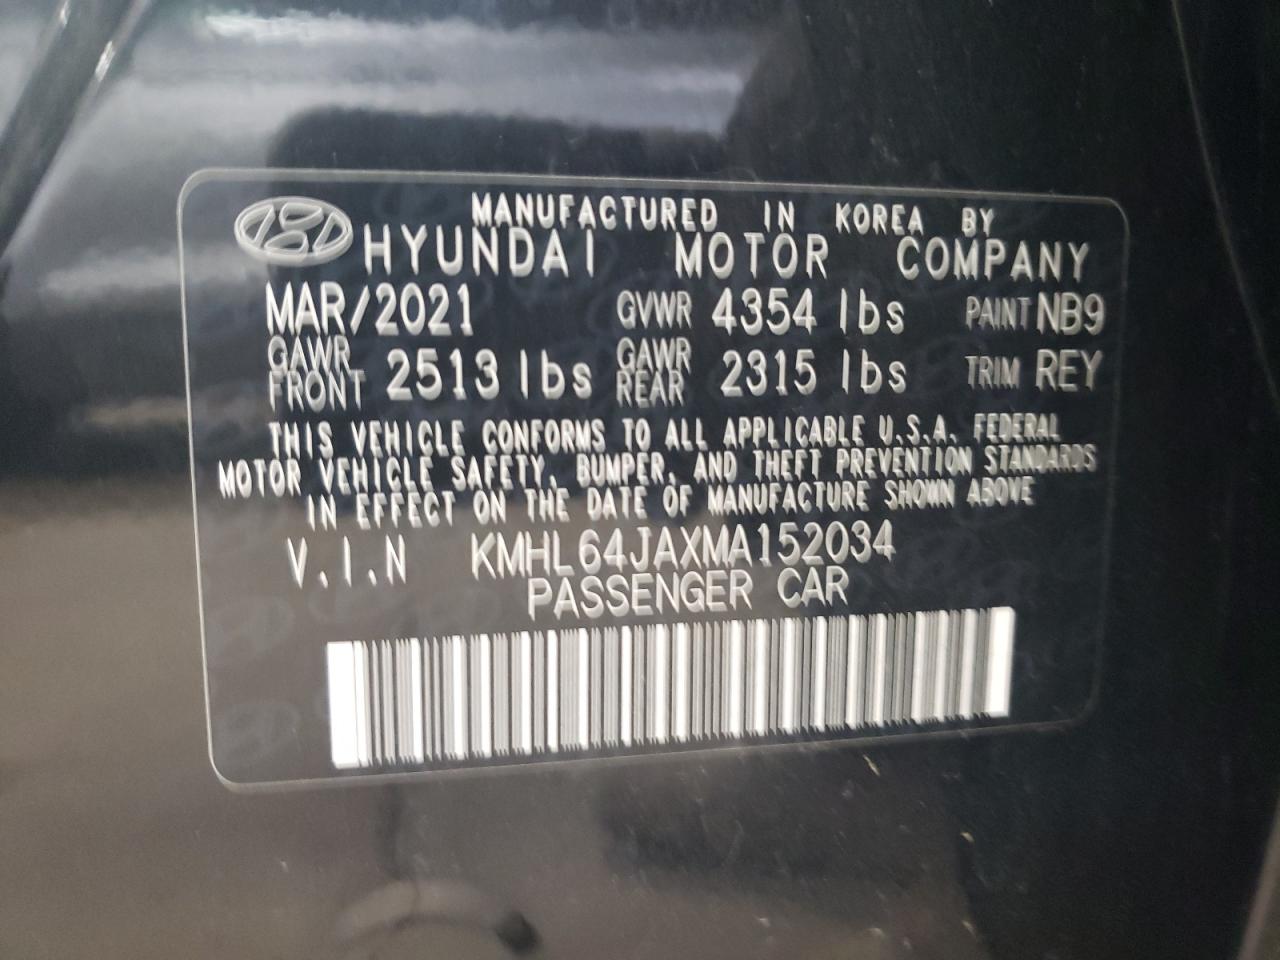 MANUFACTURED IN KOREA BY
HYUNDAI MOTOR COMPANY
MAR/2021 GVWR 4354 lbs PAINT NB9
GAWR FRONT 2513 lbs GAWR REAR 2315 lbs TRIM REY
THIS VEHICLE CONFORMS TO ALL APPLICABLE U.S.A. FEDERAL
MOTOR VEHICLE SAFETY, BUMPER, AND THEFT PREVENTION STANDARDS
IN EFFECT ON THE DATE OF MANUFACTURE SHOWN ABOVE
V.I.N KMHL64JAXMA152034
PASSENGER CAR